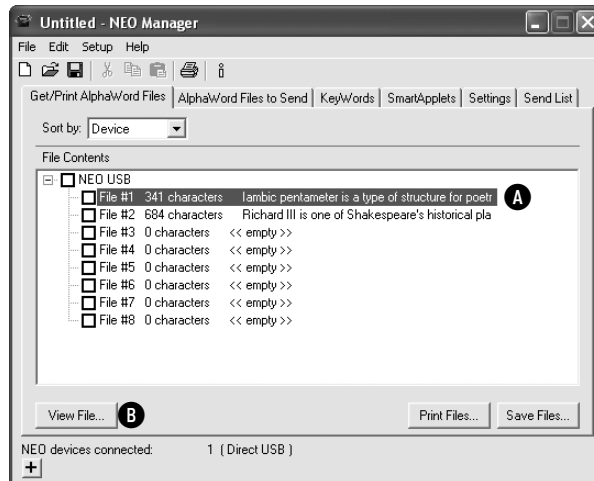 Untitled - NEO Manager
File Edit Setup Help
Get/Print AlphaWord Files AlphaWord Files to Send KeyWords SmartApplets Settings Send List
Sort by: Device
File Contents
NEO USB
File #1 341 characters Iambic pentameter is a type of structure for poetr A
File #2 684 characters Richard III is one of Shakespeare's historical pla
File #3 0 characters << empty >>
File #4 0 characters << empty >>
File #5 0 characters << empty >>
File #6 0 characters << empty >>
File #7 0 characters << empty >>
File #8 0 characters << empty >>
View File... B Print Files... Save Files...
NEO devices connected: 1 ( Direct USB )